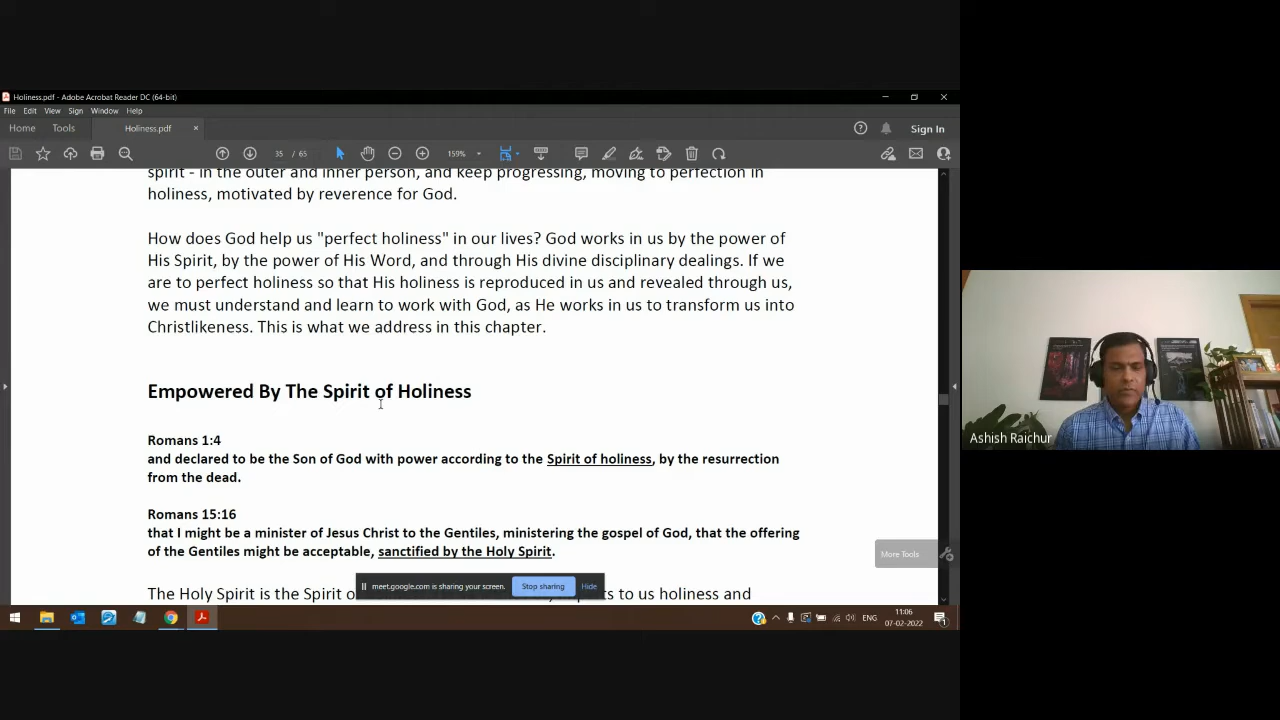 Holiness.pdf - Adobe Acrobat Reader DC (64-bit)
File Edit View Sign Window Help
Home Tools Holiness.pdf × Sign In
35 / 65 159%
spirit - in the outer and inner person, and keep progressing, moving to perfection in
holiness, motivated by reverence for God.
How does God help us "perfect holiness" in our lives? God works in us by the power of
His Spirit, by the power of His Word, and through His divine disciplinary dealings. If we
are to perfect holiness so that His holiness is reproduced in us and revealed through us,
we must understand and learn to work with God, as He works in us to transform us into
Christlikeness. This is what we address in this chapter.
Empowered By The Spirit of Holiness
Romans 1:4
and declared to be the Son of God with power according to the Spirit of holiness, by the resurrection
from the dead.
Romans 15:16
that I might be a minister of Jesus Christ to the Gentiles, ministering the gospel of God, that the offering
of the Gentiles might be acceptable, sanctified by the Holy Spirit.
More Tools
meet.google.com is sharing your screen. Stop sharing Hide
The Holy Spirit is the Spirit to us holiness and
ENG 11:06
07-02-2022
Ashish Raichur